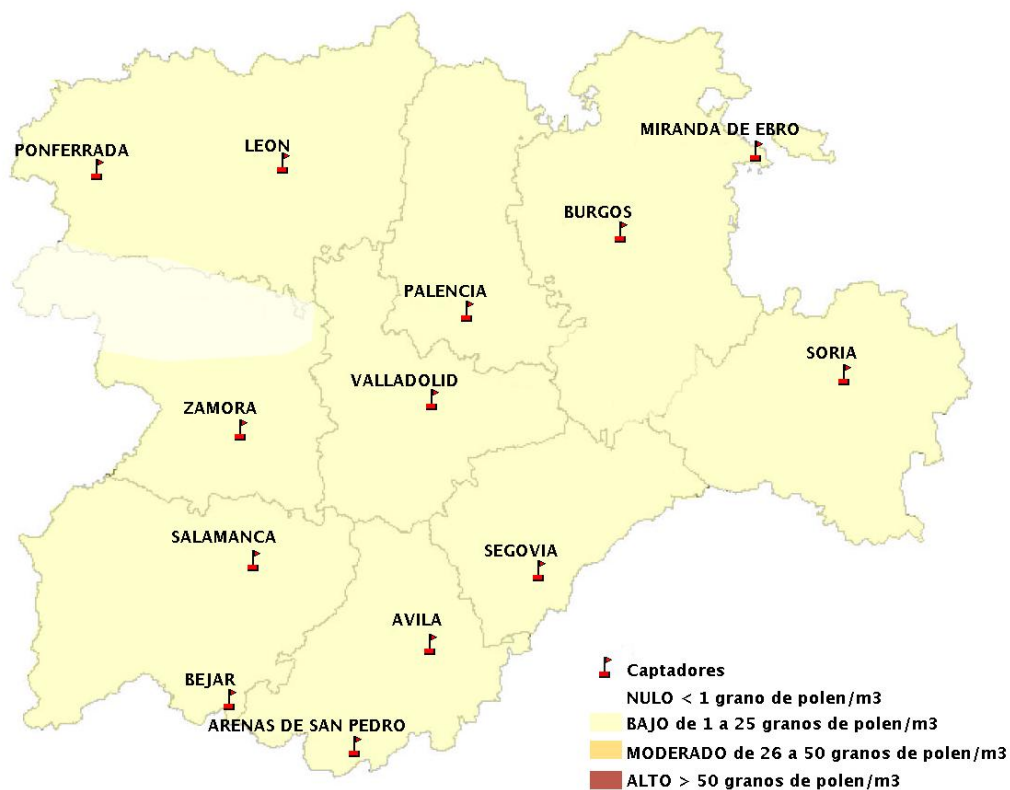 MIRANDA DE EBRO
PONFERRADA
LEON
BURGOS
PALENCIA
SORIA
VALLADOLID
ZAMORA
SALAMANCA
SEGOVIA
AVILA
BEJAR
ARENAS DE SAN PEDRO
Captadores
NULO < 1 grano de polen/m3
BAJO de 1 a 25 granos de polen/m3
MODERADO de 26 a 50 granos de polen/m3
ALTO > 50 granos de polen/m3